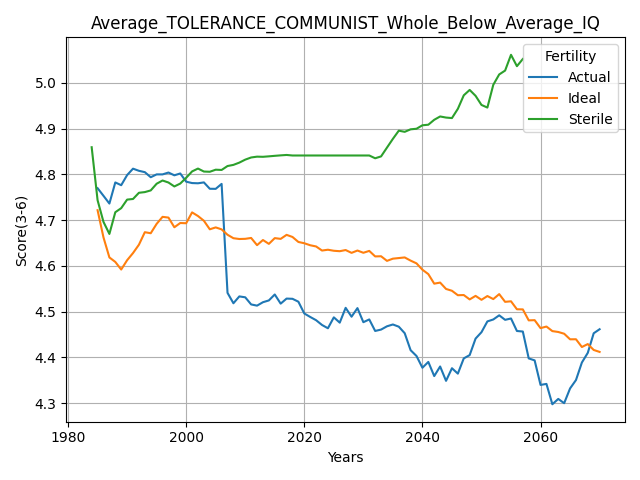 Average_TOLERANCE_COMMUNIST_Whole_Below_Average_IQ
Fertility
Actual
Ideal
Sterile
Score(3-6)
5.0
4.9
4.8
4.7
4.6
4.5
4.4
4.3
1980
2000
2020
2040
2060
Years